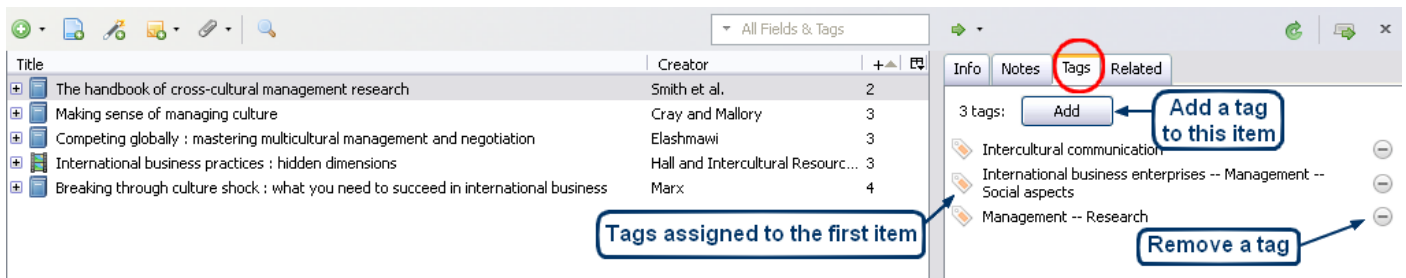 All Fields & Tags
Title Creator +
The handbook of cross-cultural management research Smith et al. 2
Making sense of managing culture Cray and Mallory 3
Competing globally : mastering multicultural management and negotiation Elashmawi 3
International business practices : hidden dimensions Hall and Intercultural Resourc... 3
Breaking through culture shock : what you need to succeed in international business Marx 4
Tags assigned to the first item
Info Notes Tags Related
3 tags: Add
Add a tag
to this item
Intercultural communication
International business enterprises -- Management --
Social aspects
Management -- Research
Remove a tag